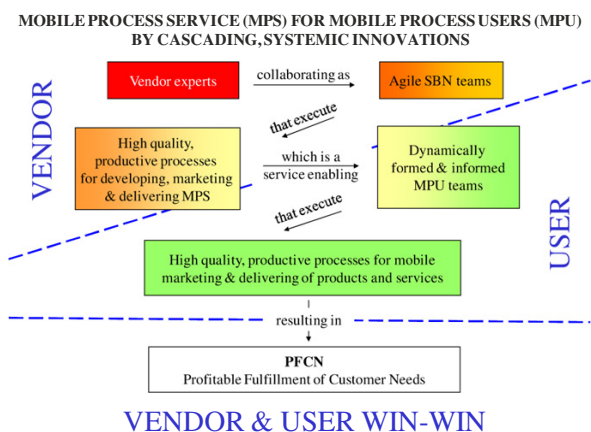 MOBILE PROCESS SERVICE (MPS) FOR MOBILE PROCESS USERS (MPU)
BY CASCADING, SYSTEMIC INNOVATIONS
VENDOR
Vendor experts
collaborating as
Agile SBN teams
that execute
High quality,
productive processes
for developing, marketing
& delivering MPS
which is a
service enabling
Dynamically
formed & informed
MPU teams
USER
that execute
High quality, productive processes for mobile
marketing & delivering of products and services
resulting in
PFCN
Profitable Fulfillment of Customer Needs
VENDOR & USER WIN-WIN